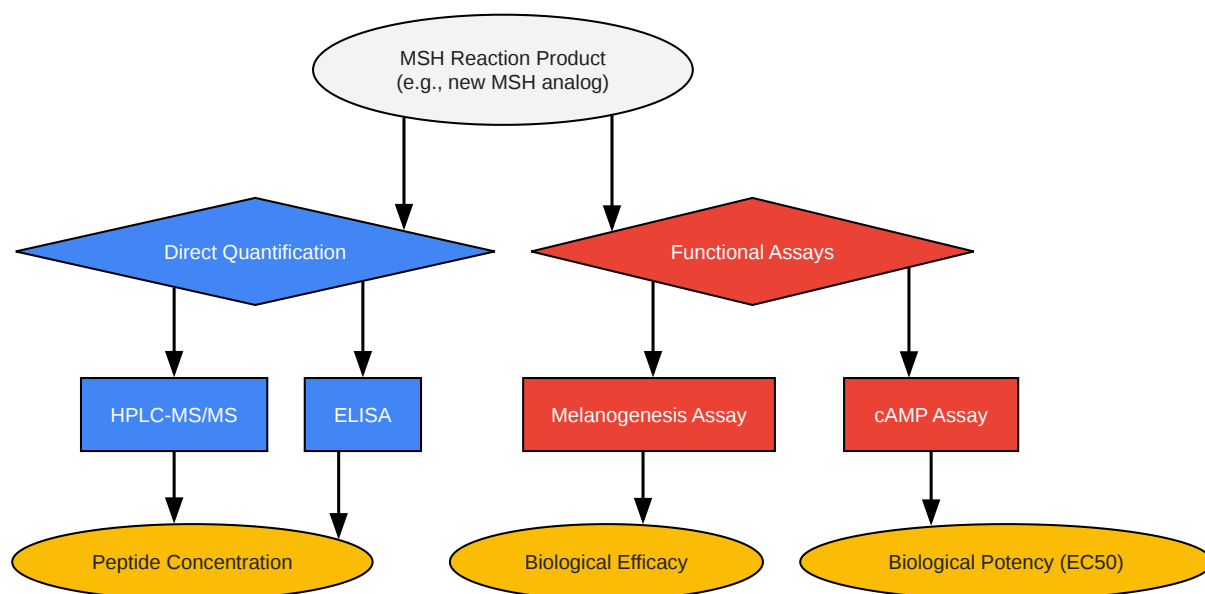 MSH Reaction Product
(e.g., new MSH analog)
Direct Quantification
Functional Assays
HPLC-MS/MS
ELISA
Melanogenesis Assay
cAMP Assay
Peptide Concentration
Biological Efficacy
Biological Potency (EC50)